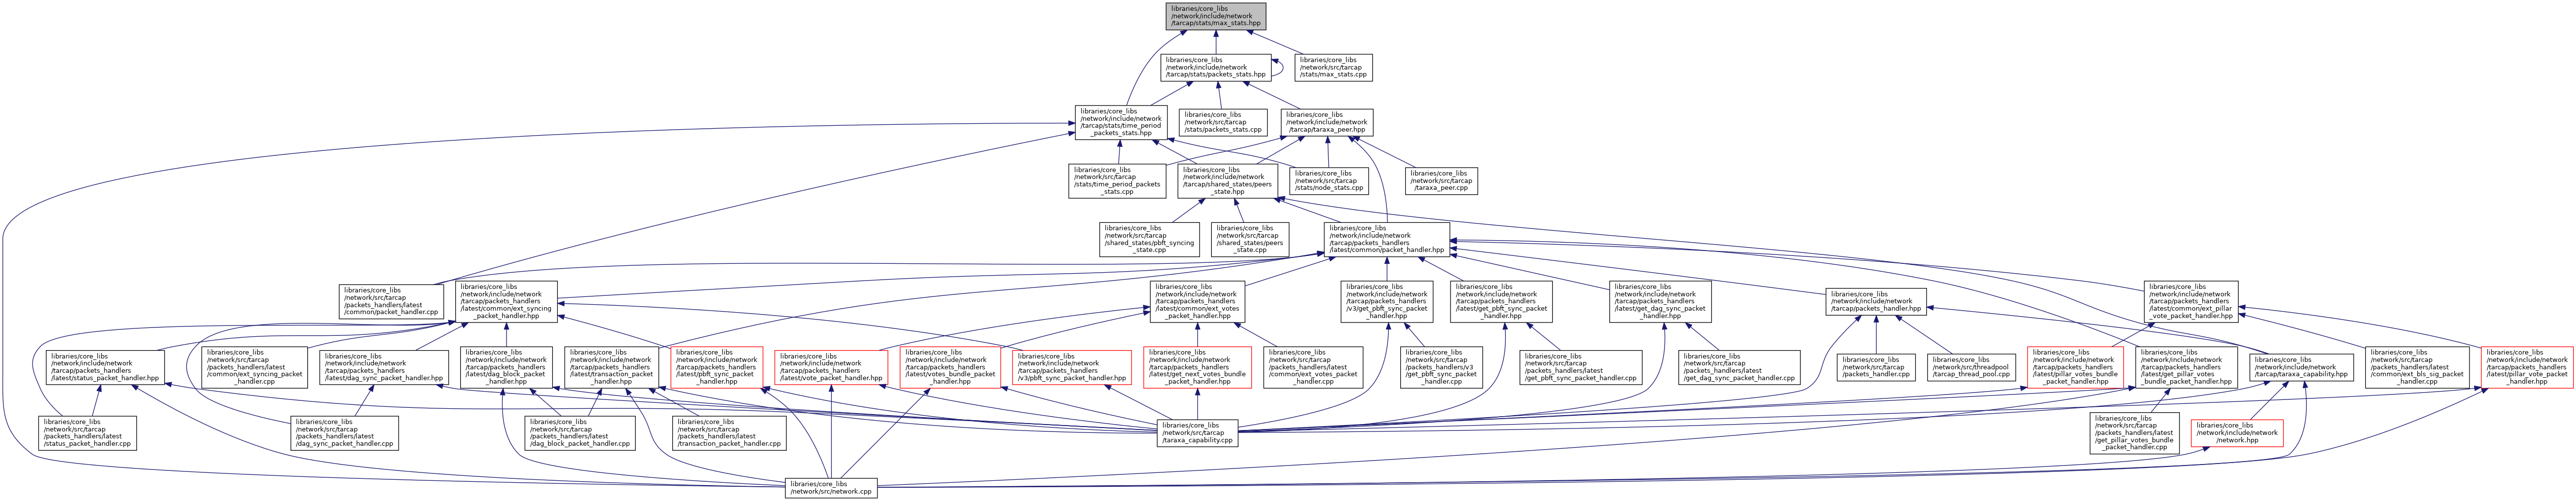 libraries/core_libs
/network/include/network
/tarcap/stats/max_stats.hpp
libraries/core_libs
/network/include/network
/tarcap/stats/packets_stats.hpp
libraries/core_libs
/network/src/tarcap
/stats/max_stats.cpp
libraries/core_libs
/network/include/network
/tarcap/stats/time_period
_packets_stats.hpp
libraries/core_libs
/network/src/tarcap
/stats/packets_stats.cpp
libraries/core_libs
/network/include/network
/tarcap/taraxa_peer.hpp
libraries/core_libs
/network/src/tarcap
/stats/time_period_packets
_stats.cpp
libraries/core_libs
/network/include/network
/tarcap/shared_states/peers
_state.hpp
libraries/core_libs
/network/src/tarcap
/stats/node_stats.cpp
libraries/core_libs
/network/src/tarcap
/taraxa_peer.cpp
libraries/core_libs
/network/src/tarcap
/shared_states/pbft_syncing
_state.cpp
libraries/core_libs
/network/src/tarcap
/shared_states/peers
_state.cpp
libraries/core_libs
/network/include/network
/tarcap/packets_handlers
/latest/common/packet_handler.hpp
libraries/core_libs
/network/src/tarcap
/packets_handlers/latest
/common/packet_handler.cpp
libraries/core_libs
/network/include/network
/tarcap/packets_handlers
/latest/common/ext_syncing
_packet_handler.hpp
libraries/core_libs
/network/include/network
/tarcap/packets_handlers
/latest/common/ext_votes
_packet_handler.hpp
libraries/core_libs
/network/include/network
/tarcap/packets_handlers
/v3/get_pbft_sync_packet
_handler.hpp
libraries/core_libs
/network/include/network
/tarcap/packets_handlers
/latest/get_pbft_sync_packet
_handler.hpp
libraries/core_libs
/network/include/network
/tarcap/packets_handlers
/latest/get_dag_sync_packet
_handler.hpp
libraries/core_libs
/network/include/network
/tarcap/packets_handler.hpp
libraries/core_libs
/network/include/network
/tarcap/packets_handlers
/latest/common/ext_pillar
_vote_packet_handler.hpp
libraries/core_libs
/network/include/network
/tarcap/packets_handlers
/latest/status_packet_handler.hpp
libraries/core_libs
/network/src/tarcap
/packets_handlers/latest
/common/ext_syncing_packet
_handler.cpp
libraries/core_libs
/network/include/network
/tarcap/packets_handlers
/latest/dag_sync_packet_handler.hpp
libraries/core_libs
/network/include/network
/tarcap/packets_handlers
/latest/dag_block_packet
_handler.hpp
libraries/core_libs
/network/include/network
/tarcap/packets_handlers
/latest/transaction_packet
_handler.hpp
libraries/core_libs
/network/include/network
/tarcap/packets_handlers
/latest/pbft_sync_packet
_handler.hpp
libraries/core_libs
/network/include/network
/tarcap/packets_handlers
/latest/vote_packet_handler.hpp
libraries/core_libs
/network/include/network
/tarcap/packets_handlers
/latest/votes_bundle_packet
_handler.hpp
libraries/core_libs
/network/include/network
/tarcap/packets_handlers
/v3/pbft_sync_packet_handler.hpp
libraries/core_libs
/network/include/network
/tarcap/packets_handlers
/latest/get_next_votes_bundle
_packet_handler.hpp
libraries/core_libs
/network/src/tarcap
/packets_handlers/latest
/common/ext_votes_packet
_handler.cpp
libraries/core_libs
/network/src/tarcap
/packets_handlers/v3
/get_pbft_sync_packet
_handler.cpp
libraries/core_libs
/network/src/tarcap
/packets_handlers/latest
/get_pbft_sync_packet_handler.cpp
libraries/core_libs
/network/src/tarcap
/packets_handlers/latest
/get_dag_sync_packet_handler.cpp
libraries/core_libs
/network/src/tarcap
/packets_handler.cpp
libraries/core_libs
/network/src/threadpool
/tarcap_thread_pool.cpp
libraries/core_libs
/network/include/network
/tarcap/packets_handlers
/latest/pillar_votes_bundle
_packet_handler.hpp
libraries/core_libs
/network/include/network
/tarcap/packets_handlers
/latest/get_pillar_votes
_bundle_packet_handler.hpp
libraries/core_libs
/network/include/network
/tarcap/taraxa_capability.hpp
libraries/core_libs
/network/src/tarcap
/packets_handlers/latest
/common/ext_bls_sig_packet
_handler.cpp
libraries/core_libs
/network/include/network
/tarcap/packets_handlers
/latest/pillar_vote_packet
_handler.hpp
libraries/core_libs
/network/src/tarcap
/packets_handlers/latest
/status_packet_handler.cpp
libraries/core_libs
/network/src/tarcap
/packets_handlers/latest
/dag_sync_packet_handler.cpp
libraries/core_libs
/network/src/tarcap
/packets_handlers/latest
/dag_block_packet_handler.cpp
libraries/core_libs
/network/src/tarcap
/packets_handlers/latest
/transaction_packet_handler.cpp
libraries/core_libs
/network/src/tarcap
/taraxa_capability.cpp
libraries/core_libs
/network/src/tarcap
/packets_handlers/latest
/get_pillar_votes_bundle
_packet_handler.cpp
libraries/core_libs
/network/include/network
/network.hpp
libraries/core_libs
/network/src/network.cpp